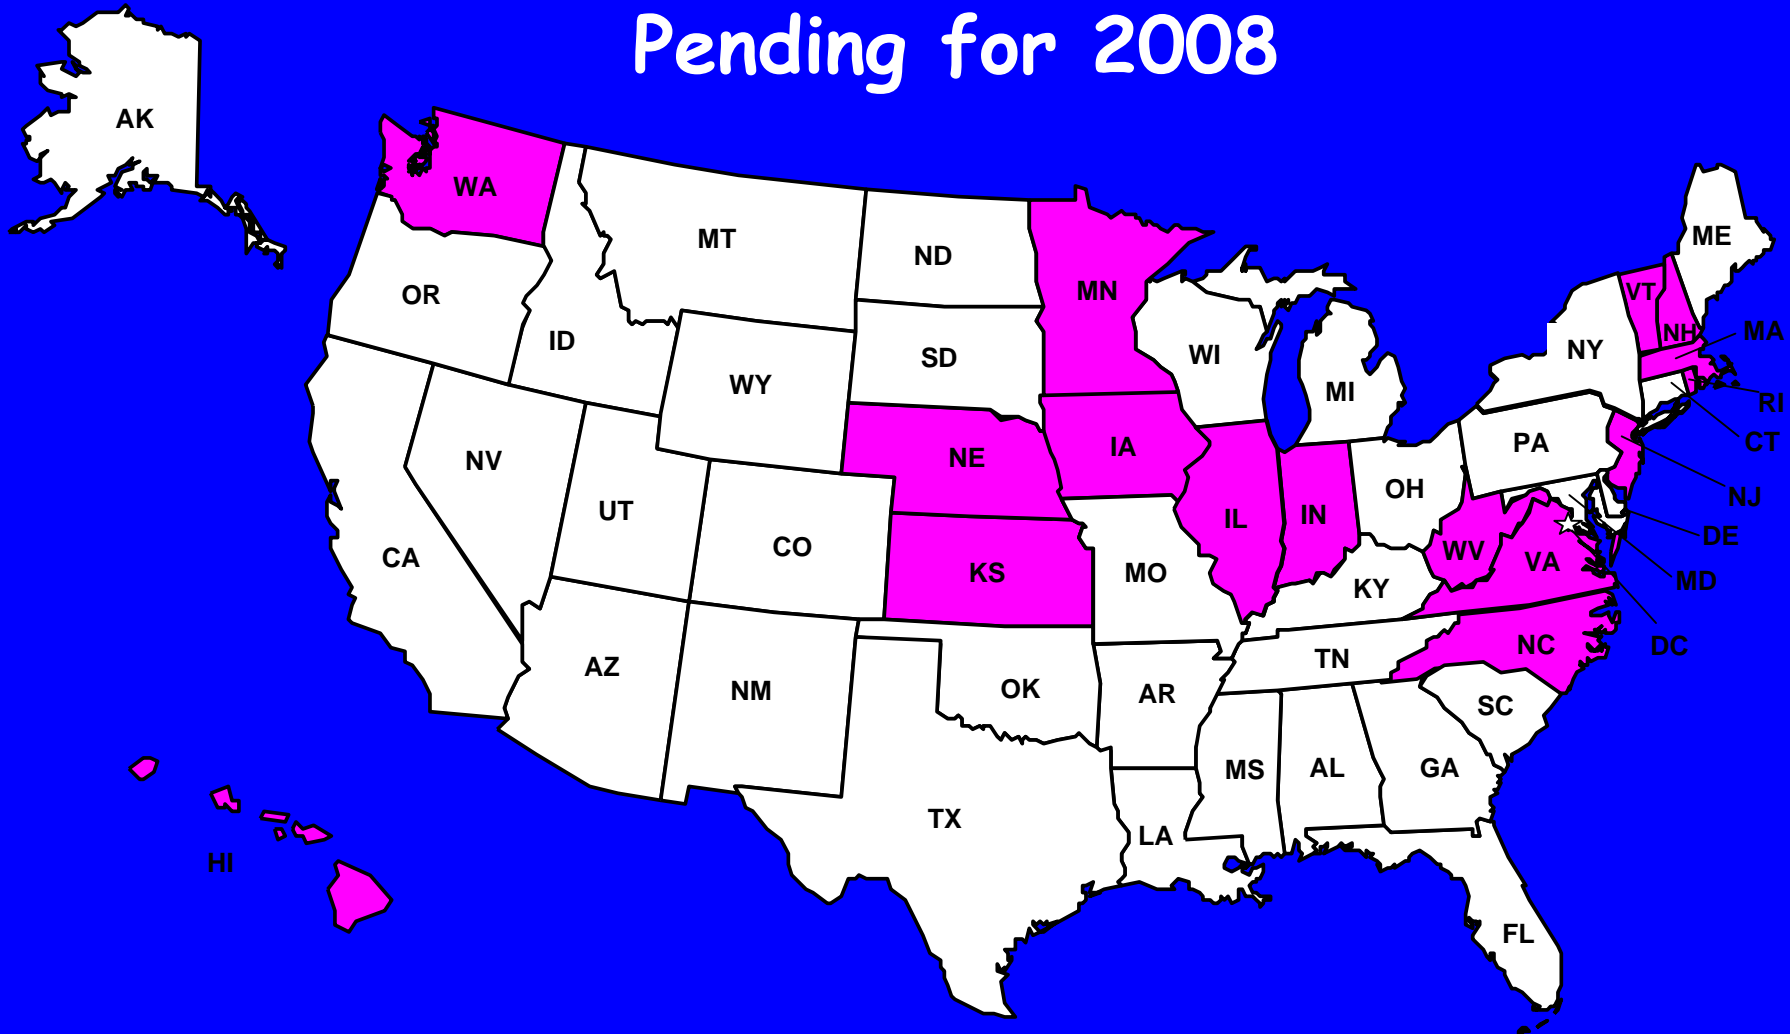 Pending for 2008
AK
WA
MT
ND
MN
ME
OR
ID
WY
SD
WI
MI
NY
VT
NH
MA
RI
CT
NJ
DE
MD
DC
NV
UT
CO
NE
IA
IL
IN
OH
PA
WV
VA
CA
KS
MO
KY
NC
TN
AZ
NM
OK
AR
SC
MS
AL
GA
TX
LA
FL
HI